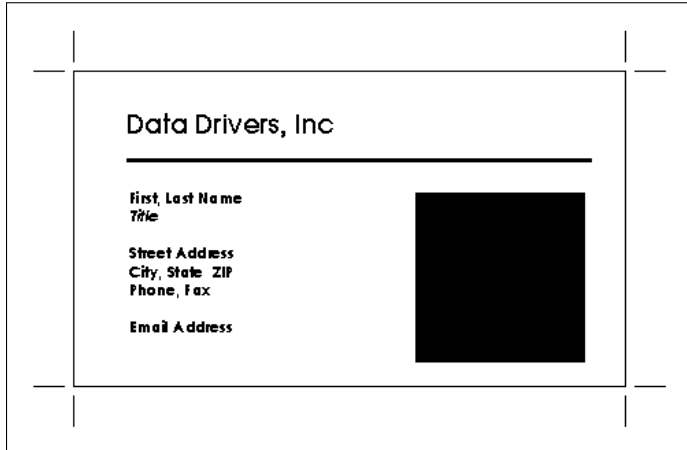 Data Drivers, Inc
First, Last Name
Title
Street Address
City, State  ZIP
Phone, Fax
Email Address